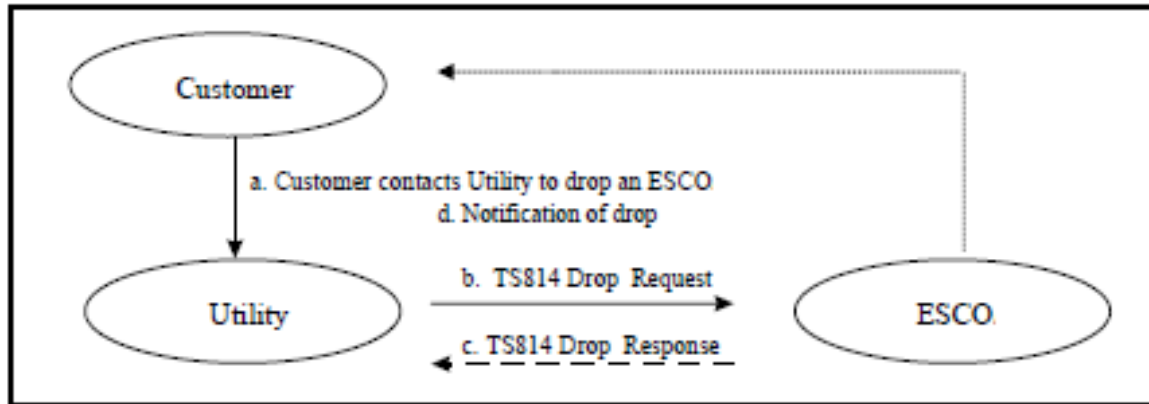 Customer
a. Customer contacts Utility to drop an ESCO
d. Notification of drop
b. TS814 Drop Request
Utility
ESCO.
c. TS814 Drop Response